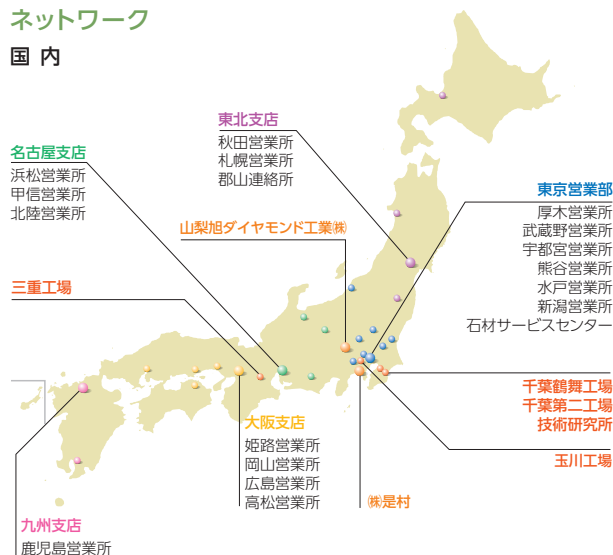 ネットワーク
国内
東北支店
秋田営業所
札幌営業所
郡山連絡所
名古屋支店
浜松営業所
甲信営業所
北陸営業所
東京営業部
厚木営業所
武蔵野営業所
宇都宮営業所
熊谷営業所
水戸営業所
新潟営業所
石材サービスセンター
山梨旭ダイヤモンド工業㈱
三重工場
千葉鶴舞工場
千葉第二工場
技術研究所
玉川工場
大阪支店
姫路営業所
岡山営業所
広島営業所
高松営業所
㈱是村
九州支店
鹿児島営業所